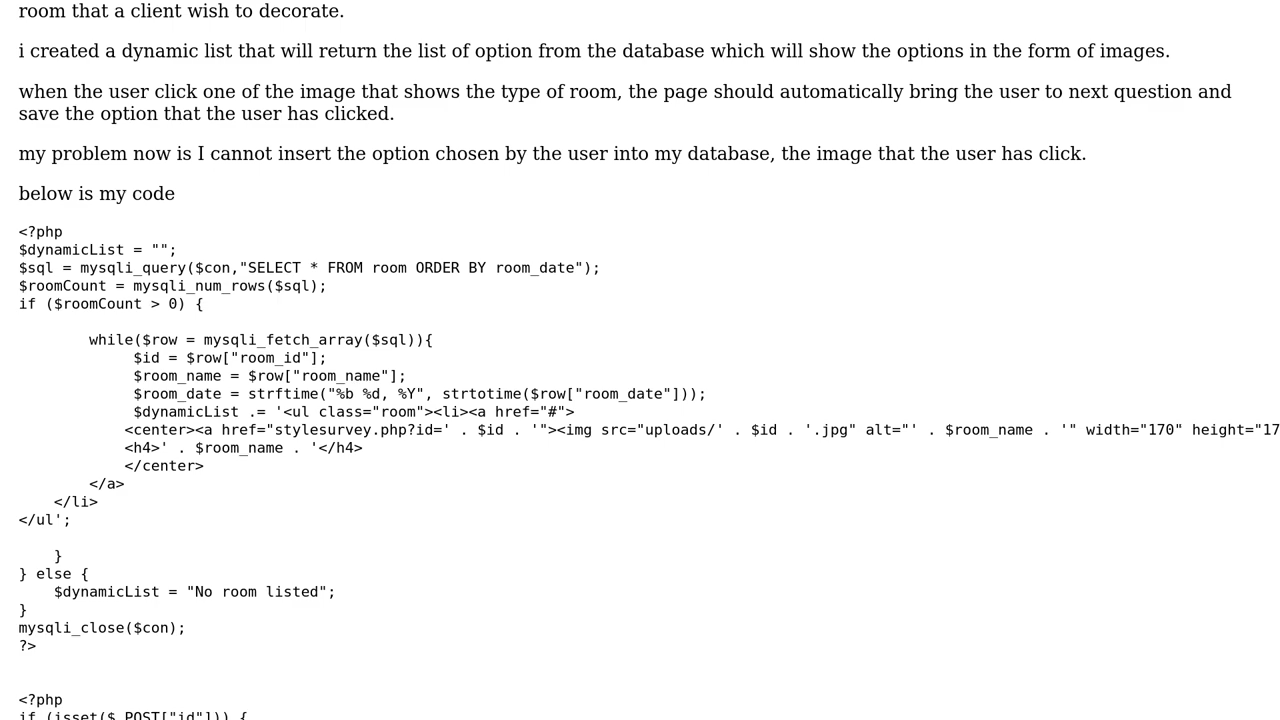 room that a client wish to decorate.
i created a dynamic list that will return the list of option from the database which will show the options in the form of images.
when the user click one of the image that shows the type of room, the page should automatically bring the user to next question and
save the option that the user has clicked.
my problem now is I cannot insert the option chosen by the user into my database, the image that the user has click.
below is my code
<?php
$dynamicList = "";
$sql = mysqli_query($con,"SELECT * FROM room ORDER BY room_date");
$roomCount = mysqli_num_rows($sql);
if ($roomCount > 0) {
while($row = mysqli_fetch_array($sql)){
$id = $row["room_id"];
$room_name = $row["room_name"];
$room_date = strftime("%b %d, %Y", strtotime($row["room_date"]));
$dynamicList .= '<ul class="room"><li><a href="#">
<center><a href="stylesurvey.php?id=' . $id . '"><img src="uploads/' . $id . '.jpg" alt="' . $room_name . '" width="170" height="17
<h4>' . $room_name . '</h4>
</center>
</a>
</li>
</ul';
}
} else {
$dynamicList = "No room listed";
}
mysqli_close($con);
?>
<?php
if (isset($_POST["id"])) {